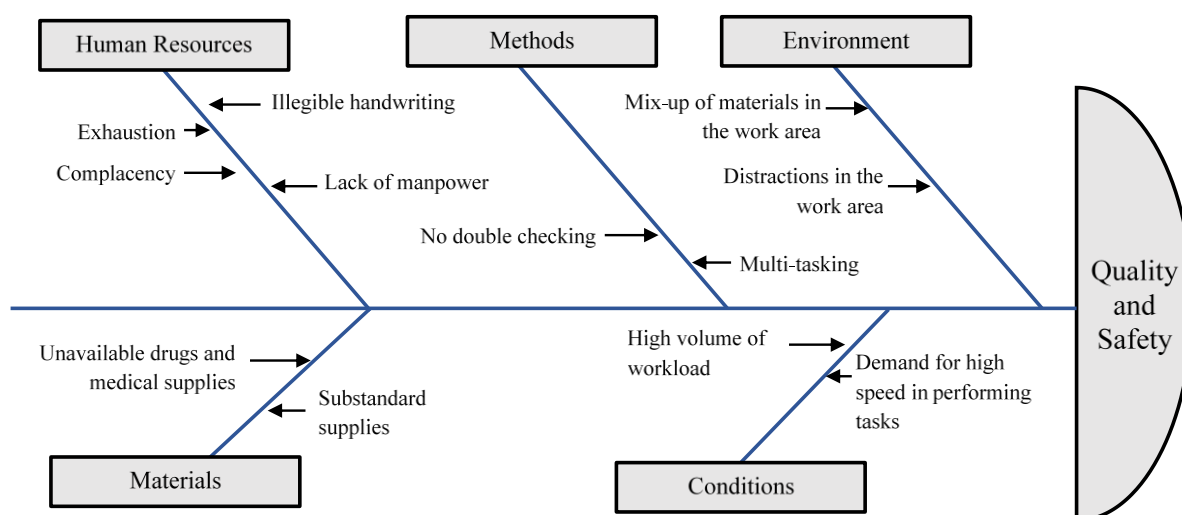 Human Resources
Methods
Environment
Illegible handwriting
Exhaustion
Complacency
Lack of manpower
No double checking
Multi-tasking
Mix-up of materials in
the work area
Distractions in the
work area
Quality
and
Safety
Unavailable drugs and
medical supplies
Substandard
supplies
Materials
High volume of
workload
Demand for high
speed in performing
tasks
Conditions